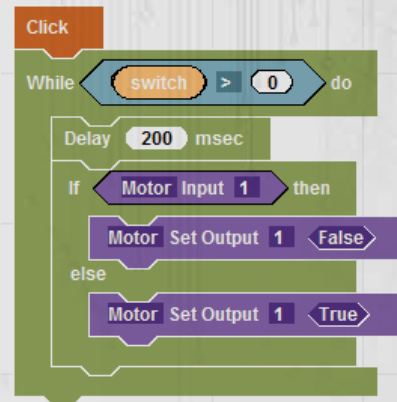 Click
While switch > 0 do
Delay 200 msec
If Motor Input 1 then
Motor Set Output 1 False
else
Motor Set Output 1 True